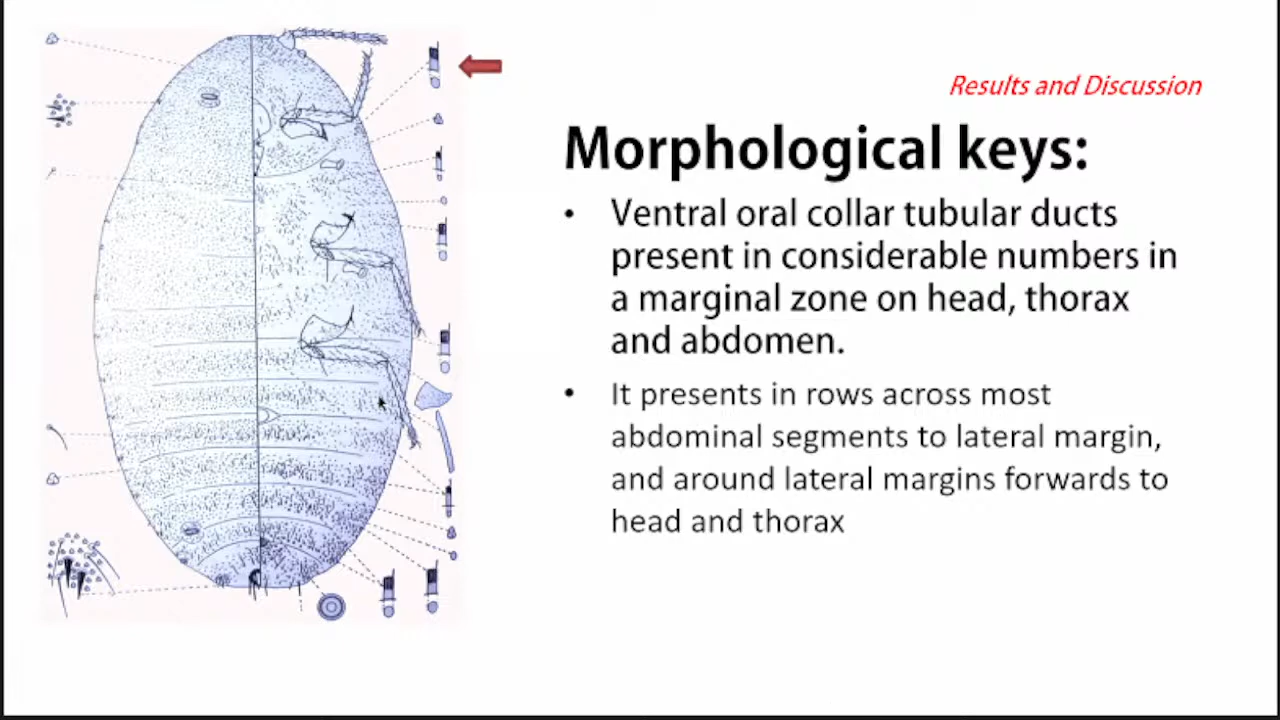 Results and Discussion
Morphological keys:
• Ventral oral collar tubular ducts
present in considerable numbers in
a marginal zone on head, thorax
and abdomen.
• It presents in rows across most
abdominal segments to lateral margin,
and around lateral margins forwards to
head and thorax